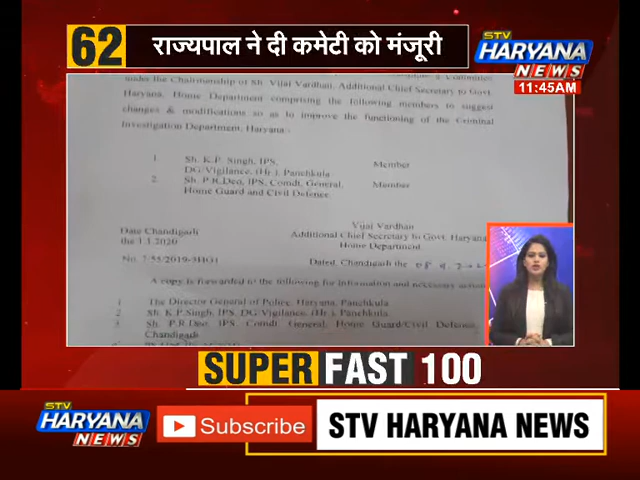 62
राज्यपाल ने दी कमेटी को मंजूरी
STV
HARYANA
NEWS
11:45AM
under the Chairmanship of Sh. Vijai Vardhan, Additional Chief Secretary to Govt.
Haryana, Home Department comprising the following members to suggest
changes & modifications so as to improve the functioning of the Criminal
Investigation Department, Haryana:-
1. Sh. K.P. Singh, IPS, Member
DG Vigilance, (Hr.), Panchkula
2. Sh. P.R.Deo, IPS, Comdt, General, Member
Home Guard and Civil Defence.
Vijai Vardhan
Date Chandigarh Additional Chief Secretary to Govt. Haryana
the 1.1.2020 Home Department
No. Dated, Chandigarh the
A copy is forwarded to the following for information and necessary action
1 The Director General of Police, Haryana, Panchkula
2 Sh. K.P.Singh, IPS, DG Vigilance, (Hr.), Panchkula.
3 Sh. P.R.Deo, IPS, Comdt General, Home Guard/Civil Defence,
Chandigarh
SUPER FAST 100
STV
HARYANA
NEWS
Subscribe
STV HARYANA NEWS